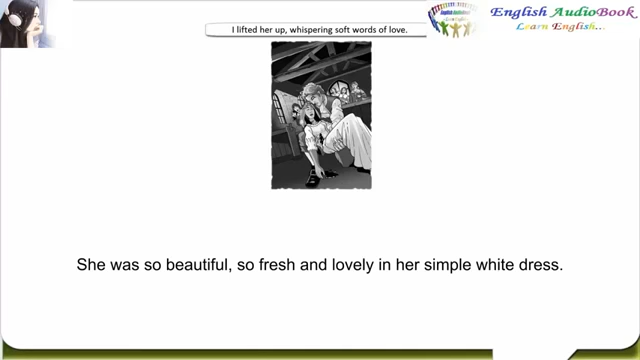 I lifted her up, whispering soft words of love.
English AudioBook
Learn English...
She was so beautiful, so fresh and lovely in her simple white dress.